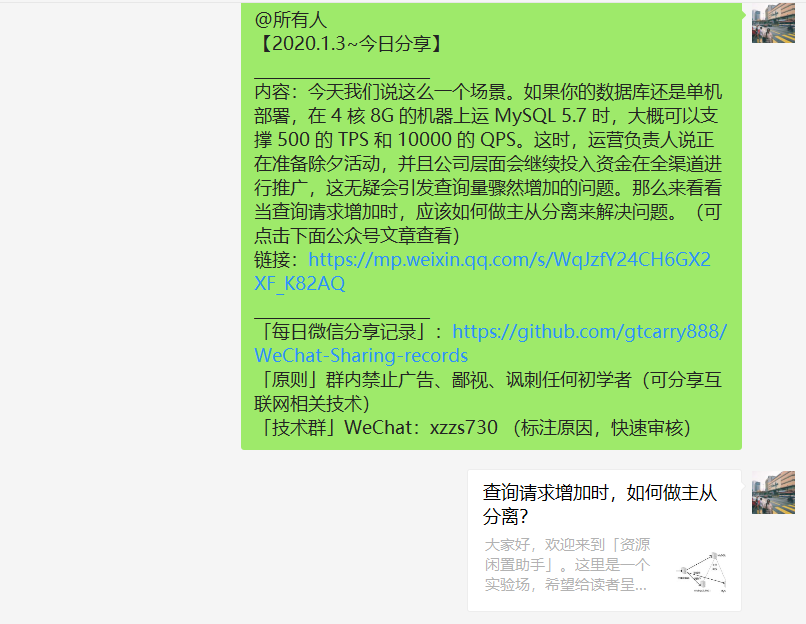 @所有人
【2020.1.3~今日分享】
____________________
内容：今天我们说这么一个场景。如果你的数据库还是单机
部署，在 4 核 8G 的机器上运 MySQL 5.7 时，大概可以支
撑 500 的 TPS 和 10000 的 QPS。这时，运营负责人说正
在准备除夕活动，并且公司层面会继续投入资金在全渠道进
行推广，这无疑会引发查询量骤然增加的问题。那么来看看
当查询请求增加时，应该如何做主从分离来解决问题。（可
点击下面公众号文章查看）
链接：https://mp.weixin.qq.com/s/WqJzfY24CH6GX2
XF_K82AQ
____________________
「每日微信分享记录」：https://github.com/gtcarry888/
WeChat-Sharing-records
「原则」群内禁止广告、鄙视、讽刺任何初学者（可分享互
联网相关技术）
「技术群」WeChat：xzzs730 （标注原因，快速审核）
查询请求增加时，如何做主从
分离？
大家好，欢迎来到「资源
闲置助手」。这里是一个
实验场，希望给读者呈...